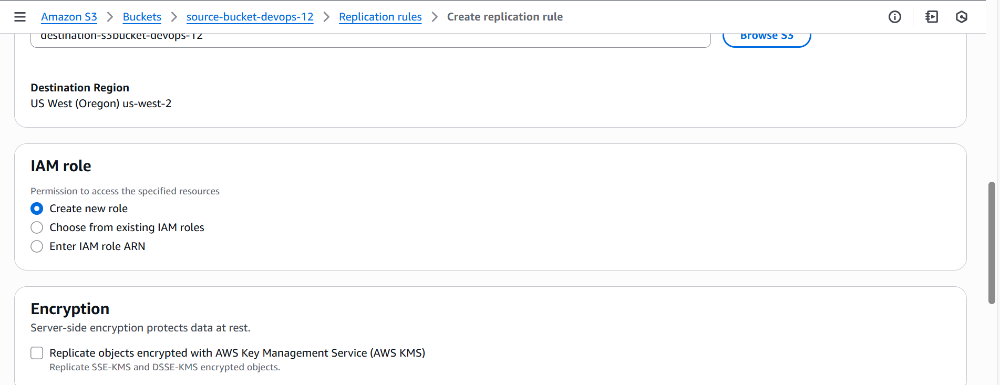 Amazon S3 > Buckets > source-bucket-devops-12 > Replication rules > Create replication rule
destination-s3bucket-devops-12
Browse S3
Destination Region
US West (Oregon) us-west-2
IAM role
Permission to access the specified resources
Create new role
Choose from existing IAM roles
Enter IAM role ARN
Encryption
Server-side encryption protects data at rest.
Replicate objects encrypted with AWS Key Management Service (AWS KMS)
Replicate SSE-KMS and DSSE-KMS encrypted objects.